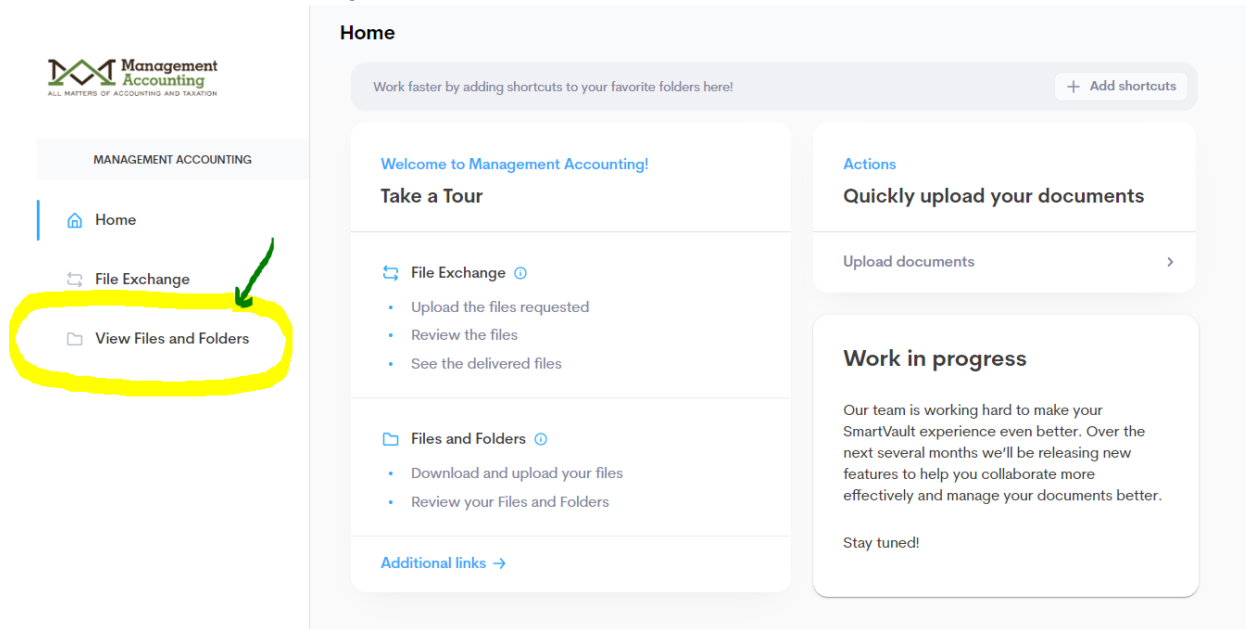 Management
Accounting
ALL MATTERS OF ACCOUNTING AND TAXATION
MANAGEMENT ACCOUNTING
Home
File Exchange
View Files and Folders
Home
Work faster by adding shortcuts to your favorite folders here!
+ Add shortcuts
Welcome to Management Accounting!
Take a Tour
File Exchange
• Upload the files requested
• Review the files
• See the delivered files
Files and Folders
• Download and upload your files
• Review your Files and Folders
Additional links →
Actions
Quickly upload your documents
Upload documents >
Work in progress
Our team is working hard to make your
SmartVault experience even better. Over the
next several months we'll be releasing new
features to help you collaborate more
effectively and manage your documents better.
Stay tuned!